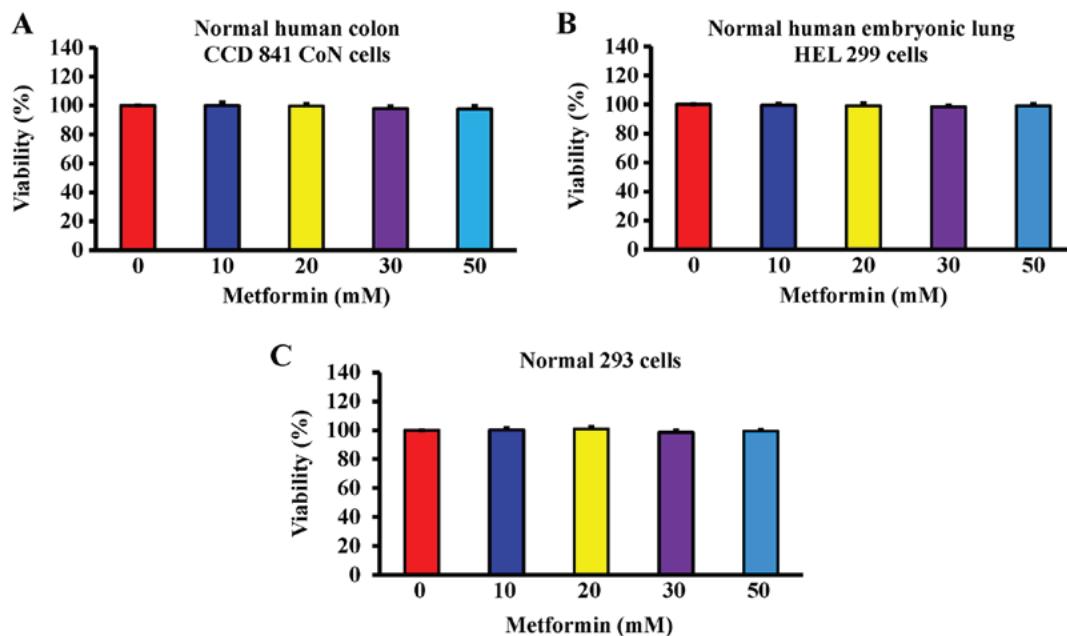 A
Normal human colon
CCD 841 CoN cells
Viability (%)
140
120
100
80
60
40
20
0
0 10 20 30 50
Metformin (mM)
B
Normal human embryonic lung
HEL 299 cells
Viability (%)
140
120
100
80
60
40
20
0
0 10 20 30 50
Metformin (mM)
C
Normal 293 cells
Viability (%)
140
120
100
80
60
40
20
0
0 10 20 30 50
Metformin (mM)